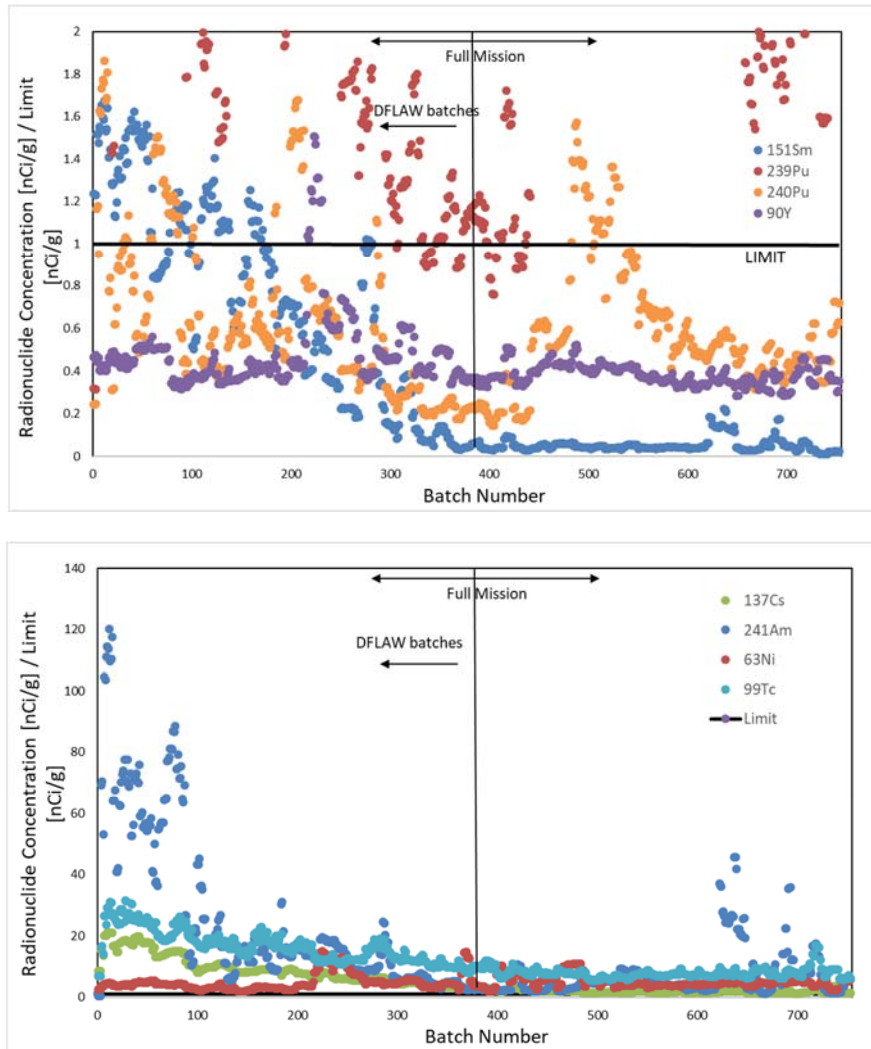 Radionuclide Concentration [nCi/g] / Limit
[nCi/g]
2
1.8
1.6
1.4
1.2
1
0.8
0.6
0.4
0.2
0
Full Mission
DFLAW batches
151Sm
239Pu
240Pu
90Y
LIMIT
0 100 200 300 400 500 600 700
Batch Number
Radionuclide Concentration [nCi/g] / Limit
[nCi/g]
140
120
100
80
60
40
20
0
Full Mission
DFLAW batches
137Cs
241Am
63Ni
99Tc
Limit
0 100 200 300 400 500 600 700
Batch Number